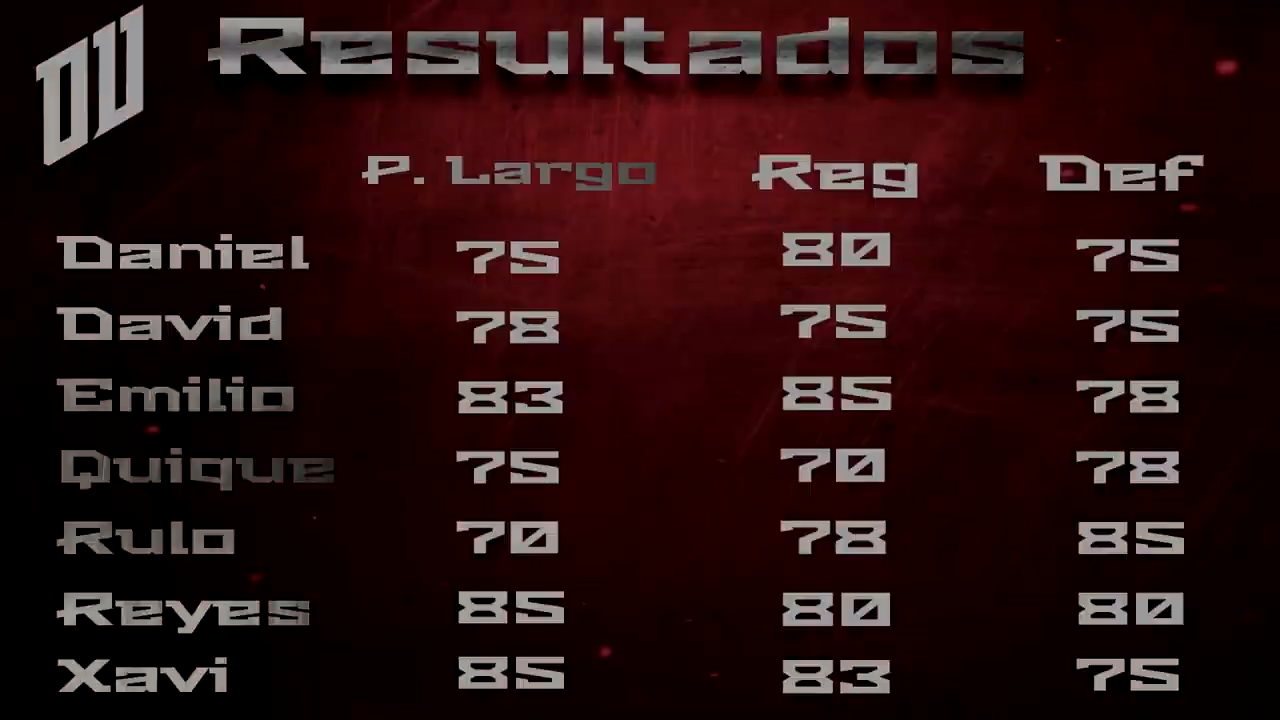 DU Resultados
P. Largo Reg Def
Daniel 75 80 75
David 78 75 75
Emilio 83 85 78
Quique 75 70 78
Rulo 70 78 85
Reyes 85 80 80
Xavi 85 83 75